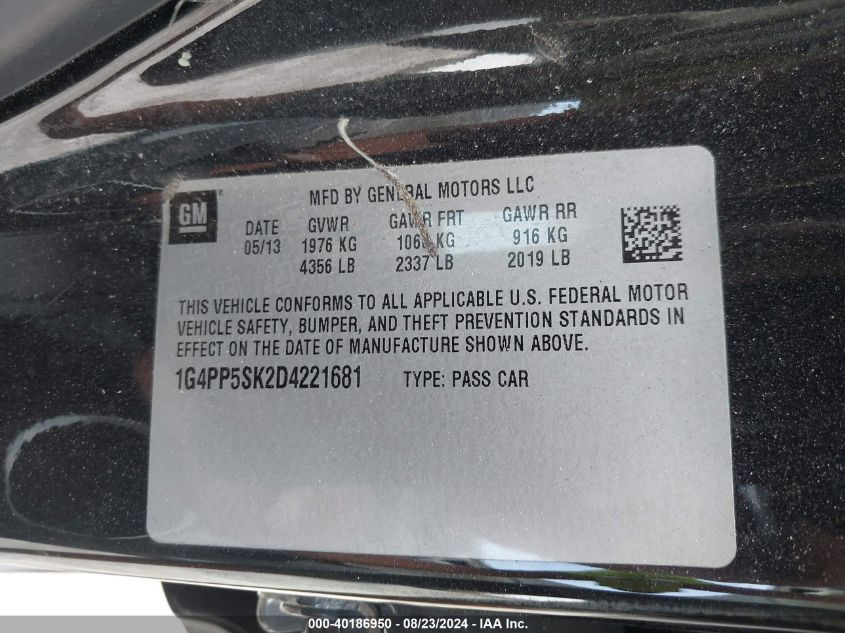 GM
MFD BY GENERAL MOTORS LLC
DATE GVWR GAWR FRT GAWR RR
05/13 1976 KG KG 916 KG
4356 LB 2337 LB 2019 LB
THIS VEHICLE CONFORMS TO ALL APPLICABLE U.S. FEDERAL MOTOR
VEHICLE SAFETY, BUMPER, AND THEFT PREVENTION STANDARDS IN
EFFECT ON THE DATE OF MANUFACTURE SHOWN ABOVE.
1G4PP5SK2D4221681 TYPE: PASS CAR
000-40186950 - 08/23/2024 - IAA Inc.